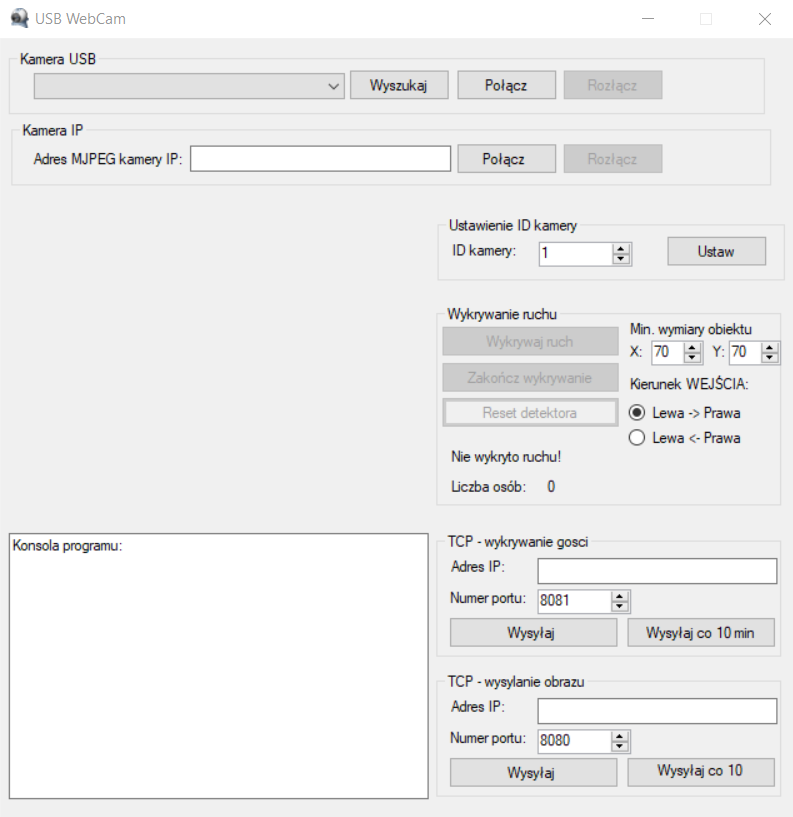 USB WebCam
Kamera USB
Wyszukaj Połącz Rozłącz
Kamera IP
Adres MJPEG kamery IP: Połącz Rozłącz
Ustawienie ID kamery
ID kamery: 1 Ustaw
Wykrywanie ruchu
Wykrywaj ruch
Zakończ wykrywanie
Reset detektora
Nie wykryto ruchu!
Liczba osób: 0
Min. wymiary obiektu
X: 70 Y: 70
Kierunek WEJŚCIA:
Lewa -> Prawa
Lewa <- Prawa
Konsola programu:
TCP - wykrywanie gosci
Adres IP:
Numer portu: 8081
Wysyłaj Wysyłaj co 10 min
TCP - wysylanie obrazu
Adres IP:
Numer portu: 8080
Wysyłaj Wysyłaj co 10